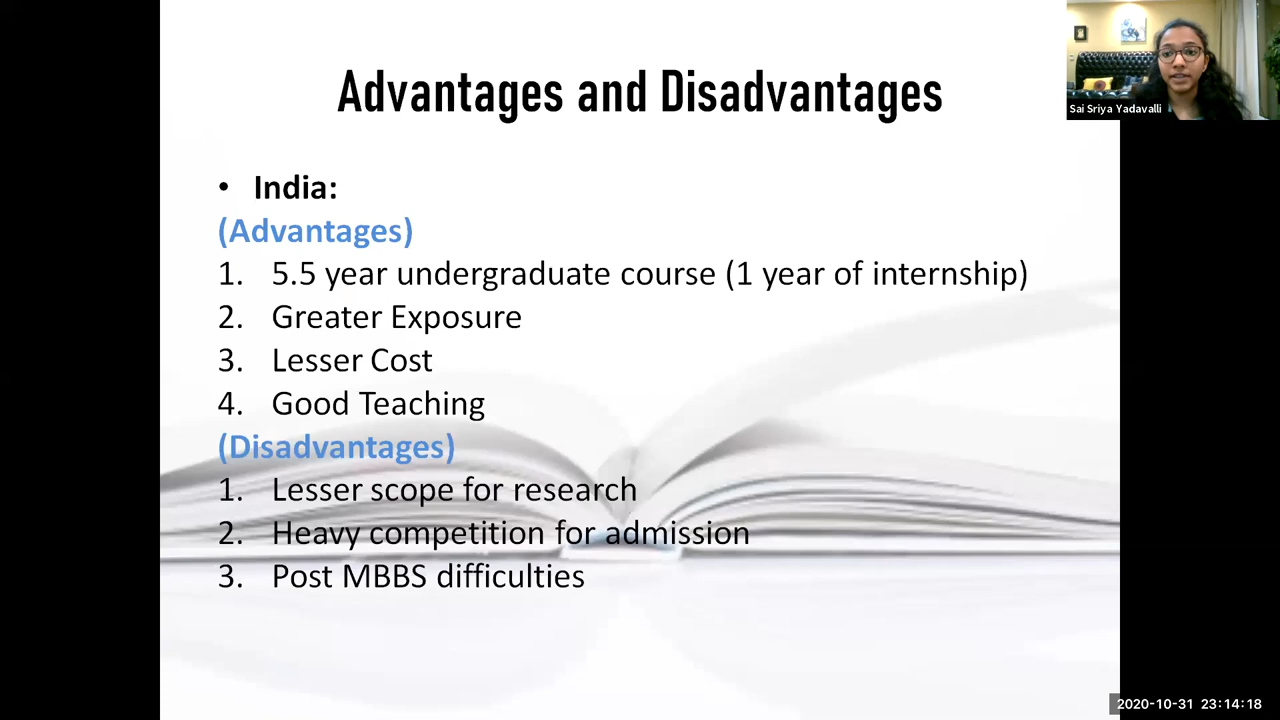 Advantages and Disadvantages
Sai Sriya Yadavalli
• India:
(Advantages)
1. 5.5 year undergraduate course (1 year of internship)
2. Greater Exposure
3. Lesser Cost
4. Good Teaching
(Disadvantages)
1. Lesser scope for research
2. Heavy competition for admission
3. Post MBBS difficulties
2020-10-31 23:14:18